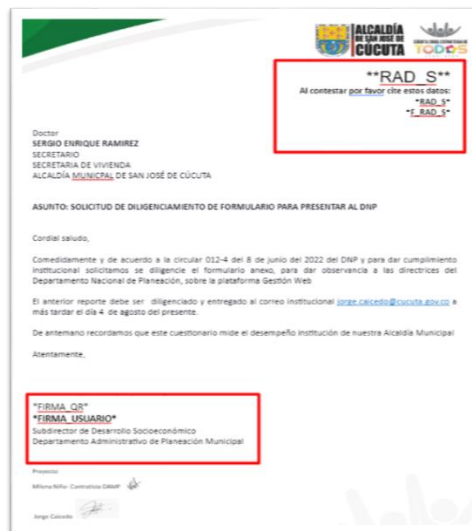 ALCALDÍA
DE SAN JOSÉ DE
CÚCUTA
TODOS
**RAD_S**
Al contestar por favor cite estos datos:
*RAD_S*
*F_RAD_S*
Doctor
SERGIO ENRIQUE RAMIREZ
SECRETARIO
SECRETARIA DE VIVIENDA
ALCALDÍA MUNICPAL DE SAN JOSÉ DE CÚCUTA
ASUNTO: SOLICITUD DE DILIGENCIAMIENTO DE FORMULARIO PARA PRESENTAR AL DNP
Cordial saludo,
Comedidamente y de acuerdo a la circular 012-4 del 8 de junio del 2022 del DNP y para dar cumplimiento
institucional solicitamos se diligencie el formulario anexo, para dar observancia a las directrices del
Departamento Nacional de Planeación, sobre la plataforma Gestión Web
El anterior reporte debe ser diligenciado y entregado al correo institucional jorge.caicedo@cucuta.gov.co a
más tardar el día 4 de agosto del presente.
De antemano recordamos que este cuestionario mide el desempeño institución de nuestra Alcaldía Municipal
Atentamente,
*FIRMA_QR*
*FIRMA_USUARIO*
Subdirector de Desarrollo Socioeconómico
Departamento Administrativo de Planeación Municipal
Proyecto:
Milena Niño- Contratista DAMP
Jorge Caicedo